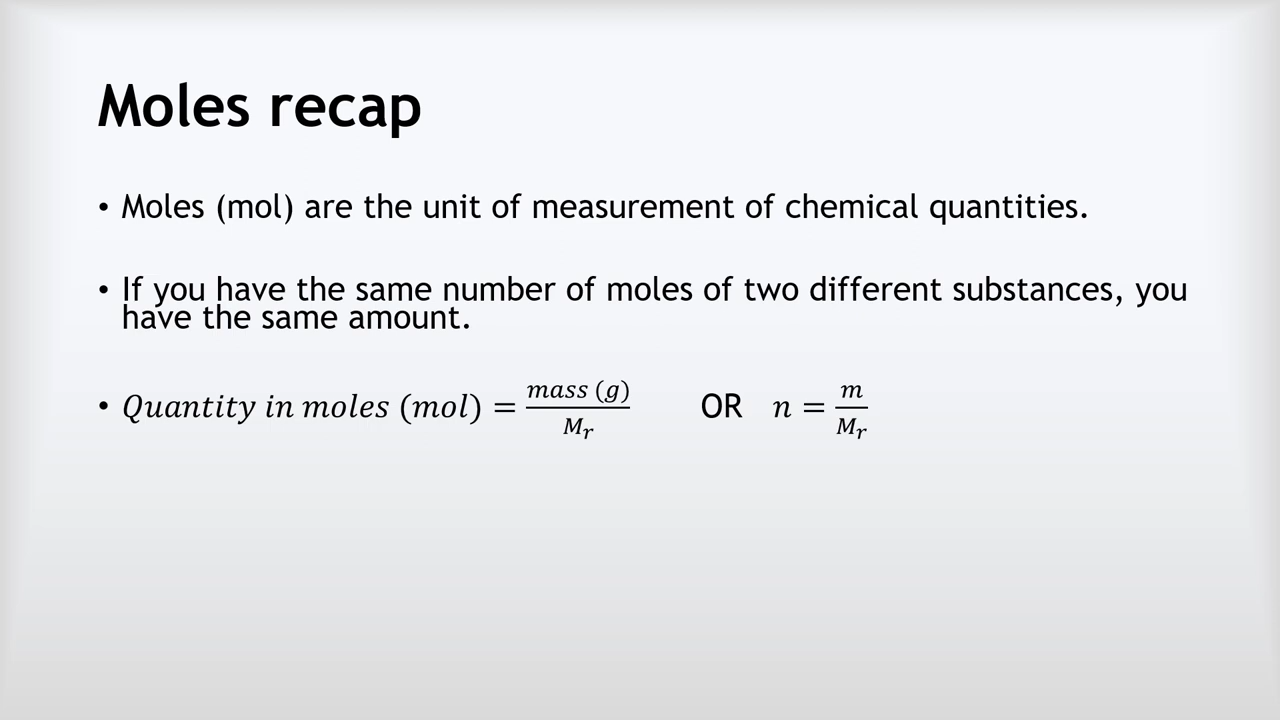 Moles recap
• Moles (mol) are the unit of measurement of chemical quantities.
• If you have the same number of moles of two different substances, you
have the same amount.
• Quantity in moles (mol) = mass (g) / Mr OR n = m / Mr